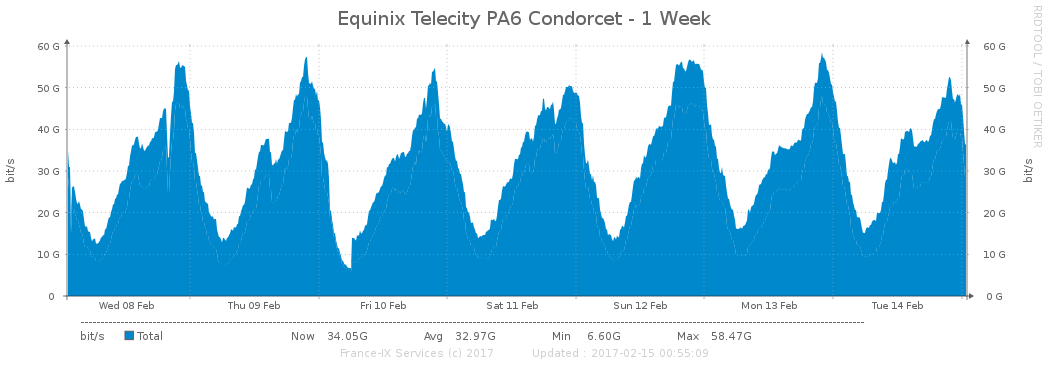 Equinix Telecity PA6 Condorcet - 1 Week
RRDTOOL / TOBI OETIKER
60 G 60 G
50 G 50 G
40 G 40 G
30 G 30 G
20 G 20 G
10 G 10 G
0 0 G
bit/s
bit/s
Wed 08 Feb Thu 09 Feb Fri 10 Feb Sat 11 Feb Sun 12 Feb Mon 13 Feb Tue 14 Feb
bit/s Total Now 34.05G Avg 32.97G Min 6.60G Max 58.47G
France-IX Services (c) 2017 Updated : 2017-02-15 00:55:09